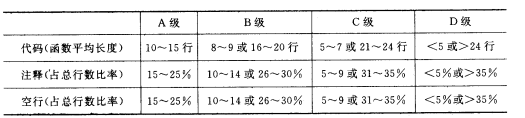 A 级 B 级 C 级 D 级
代码(函数平均长度) 10~15 行 8~9 或 16~20 行 5~7 或 21~24 行 <5 或>24 行
注释(占总行数比率) 15~25% 10~14 或 26~30% 5~9 或 31~35% <5%或>35%
空行(占总行数比率) 15~25% 10~14 或 26~30% 5~9 或 31~35% <5%或>35%